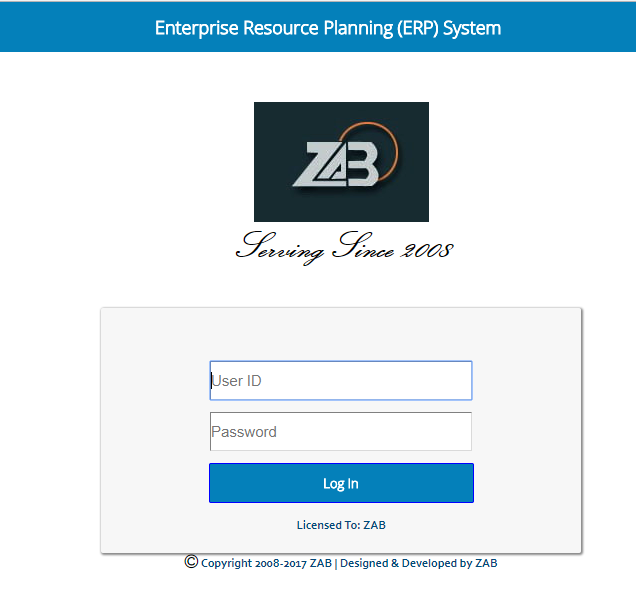 Enterprise Resource Planning (ERP) System
ZAB
Serving Since 2008
User ID
Password
Log In
Licensed To: ZAB
© Copyright 2008-2017 ZAB | Designed & Developed by ZAB